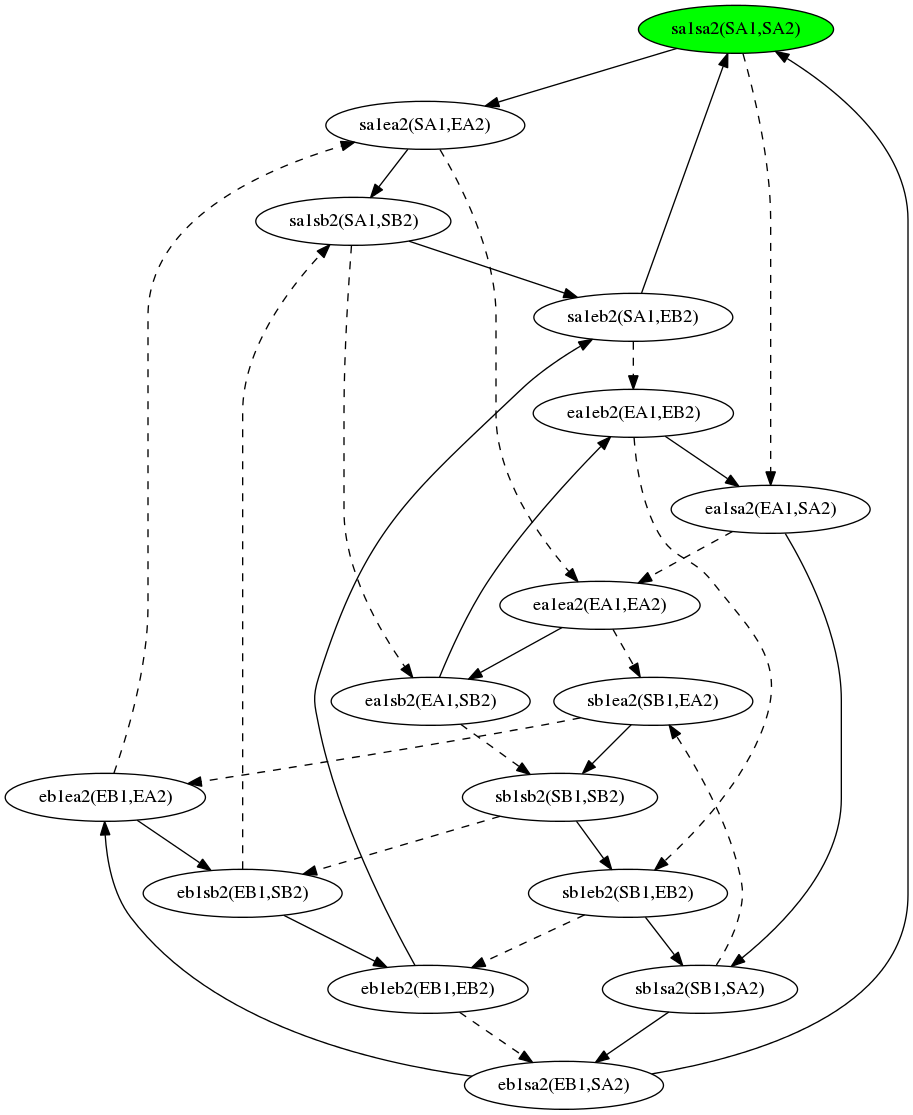 sa1sa2(SA1,SA2)
sa1ea2(SA1,EA2)
sa1sb2(SA1,SB2)
sa1eb2(SA1,EB2)
ea1eb2(EA1,EB2)
ea1sa2(EA1,SA2)
ea1ea2(EA1,EA2)
ea1sb2(EA1,SB2)
sb1ea2(SB1,EA2)
eb1ea2(EB1,EA2)
sb1sb2(SB1,SB2)
eb1sb2(EB1,SB2)
sb1eb2(SB1,EB2)
eb1eb2(EB1,EB2)
sb1sa2(SB1,SA2)
eb1sa2(EB1,SA2)